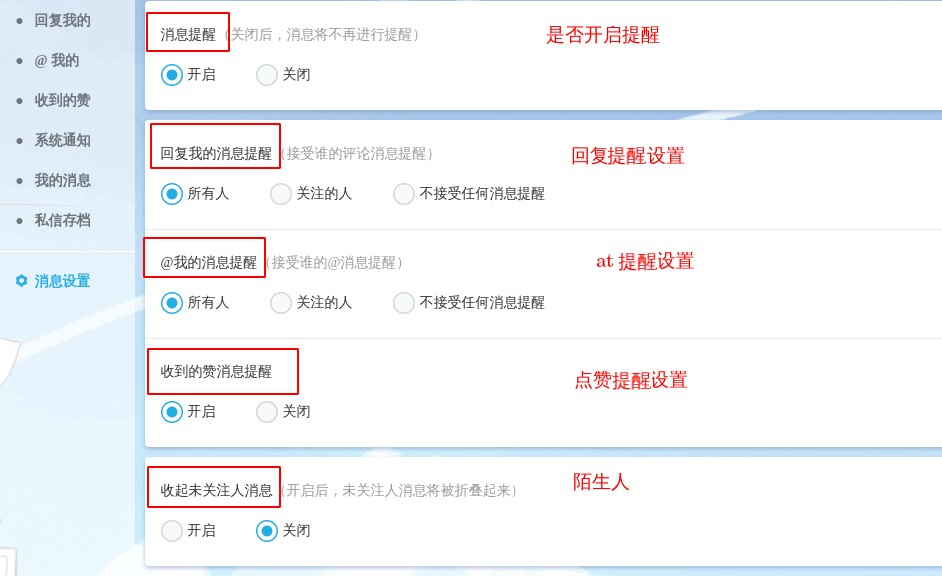 回复我的
@ 我的
收到的赞
系统通知
我的消息
私信存档
消息设置
消息提醒（关闭后，消息将不再进行提醒）
是否开启提醒
开启 关闭
回复我的消息提醒（接受谁的评论消息提醒）
回复提醒设置
所有人 关注的人 不接受任何消息提醒
@我的消息提醒（接受谁的@消息提醒）
at 提醒设置
所有人 关注的人 不接受任何消息提醒
收到的赞消息提醒
点赞提醒设置
开启 关闭
收起未关注人消息（开启后，未关注人消息将被折叠起来）
陌生人
开启 关闭